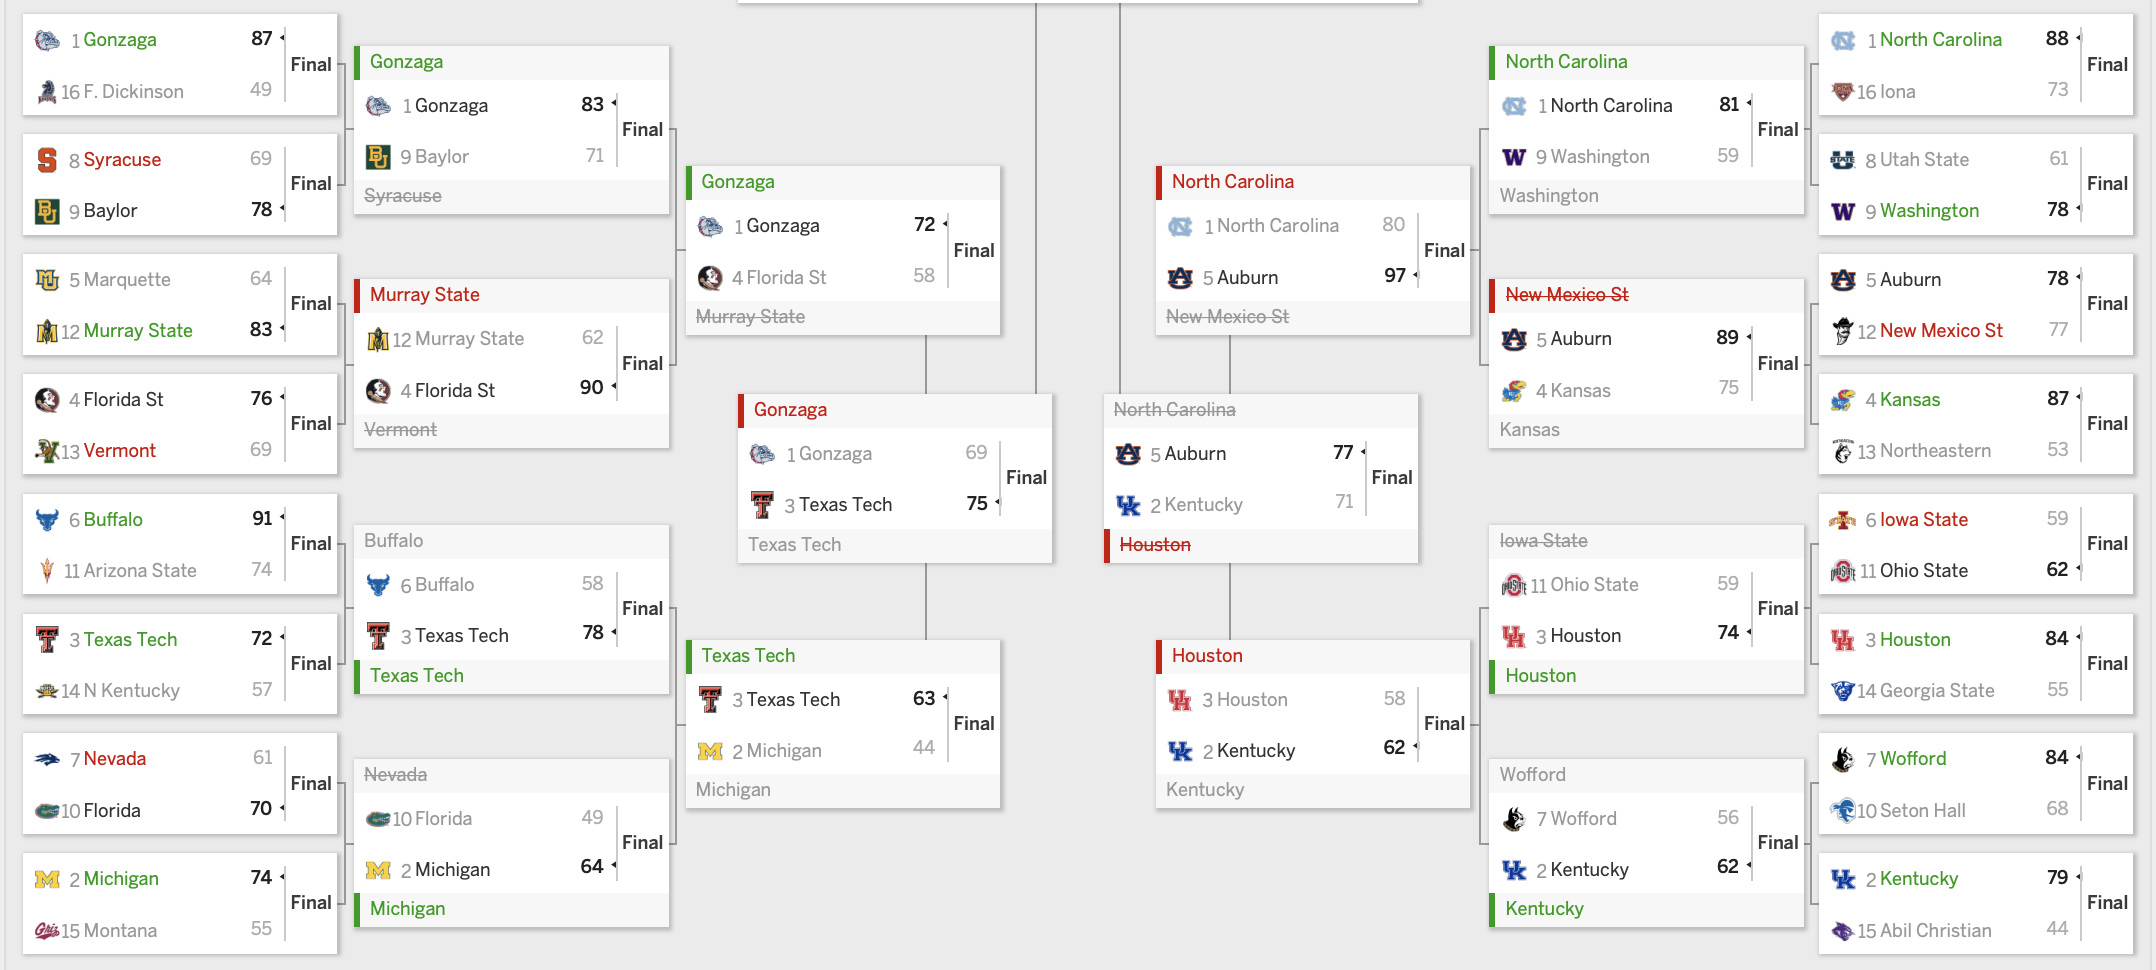 1 Gonzaga 87
16 F. Dickinson 49
Final
8 Syracuse 69
9 Baylor 78
Final
5 Marquette 64
12 Murray State 83
Final
4 Florida St 76
13 Vermont 69
Final
6 Buffalo 91
11 Arizona State 74
Final
3 Texas Tech 72
14 N Kentucky 57
Final
7 Nevada 61
10 Florida 70
Final
2 Michigan 74
15 Montana 55
Final
Gonzaga
1 Gonzaga 83
9 Baylor 71
Final
Syracuse
Murray State
12 Murray State 62
4 Florida St 90
Final
Vermont
Buffalo
6 Buffalo 58
3 Texas Tech 78
Final
Texas Tech
Nevada
10 Florida 49
2 Michigan 64
Final
Michigan
Gonzaga
1 Gonzaga 72
4 Florida St 58
Final
Murray State
Texas Tech
3 Texas Tech 63
2 Michigan 44
Final
Michigan
Gonzaga
1 Gonzaga 69
3 Texas Tech 75
Final
Texas Tech
North Carolina
5 Auburn 77
2 Kentucky 71
Final
Houston
North Carolina
1 North Carolina 80
5 Auburn 97
Final
New Mexico St
Houston
3 Houston 58
2 Kentucky 62
Final
Kentucky
North Carolina
1 North Carolina 81
9 Washington 59
Final
Washington
New Mexico St
5 Auburn 89
4 Kansas 75
Final
Kansas
Iowa State
11 Ohio State 59
3 Houston 74
Final
Houston
Wofford
7 Wofford 56
2 Kentucky 62
Final
Kentucky
1 North Carolina 88
16 Iona 73
Final
8 Utah State 61
9 Washington 78
Final
5 Auburn 78
12 New Mexico St 77
Final
4 Kansas 87
13 Northeastern 53
Final
6 Iowa State 59
11 Ohio State 62
Final
3 Houston 84
14 Georgia State 55
Final
7 Wofford 84
10 Seton Hall 68
Final
2 Kentucky 79
15 Abil Christian 44
Final